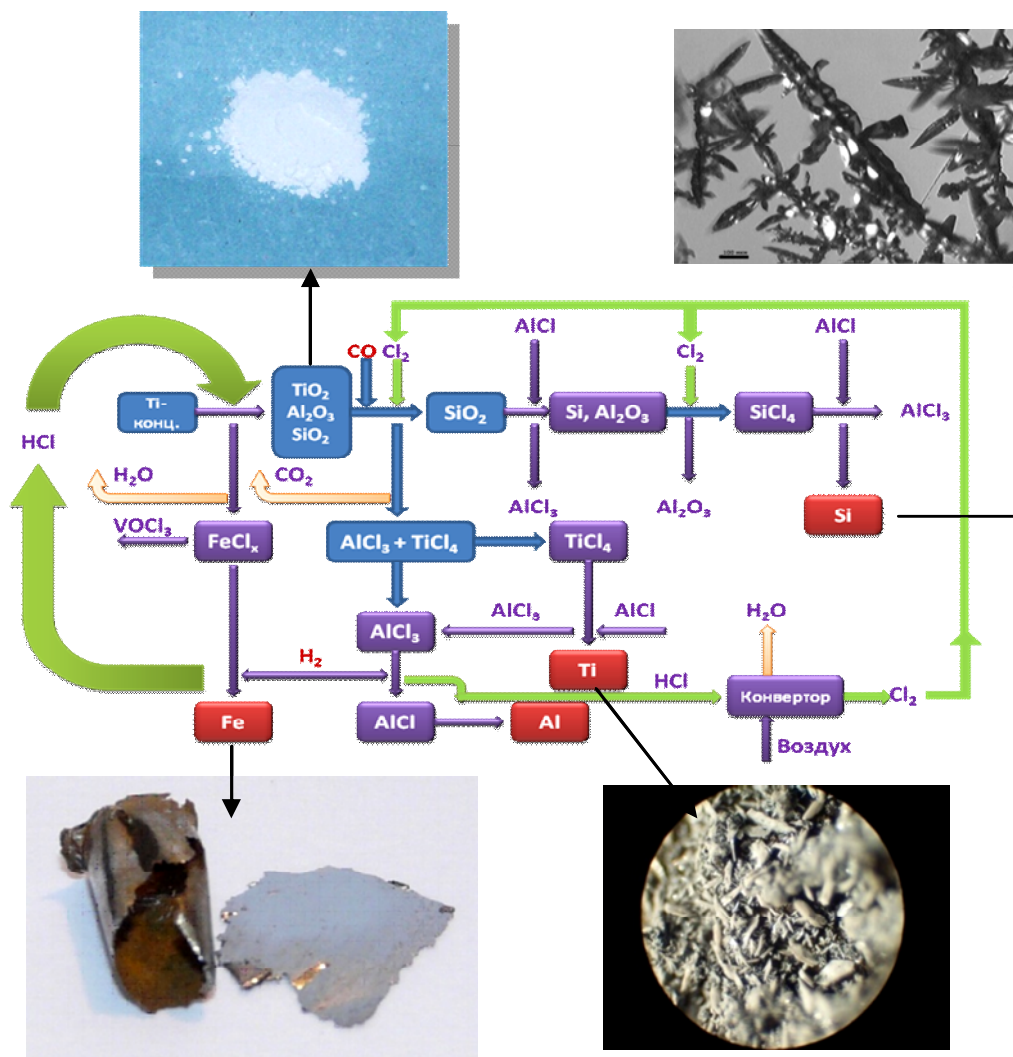 AlCl
AlCl
CO Cl₂
Cl₂
TiO₂
Al₂O₃
SiO₂
Ti-
конц.
SiO₂
Si, Al₂O₃
SiCl₄
AlCl₃
HCl
H₂O
CO₂
AlCl₃
Al₂O₃
Si
VOCl₃
FeClₓ
AlCl₃ + TiCl₄
TiCl₄
AlCl₃
AlCl₃
AlCl
H₂O
H₂
Ti
HCl
Конвертор
Cl₂
Fe
AlCl
Al
Воздух